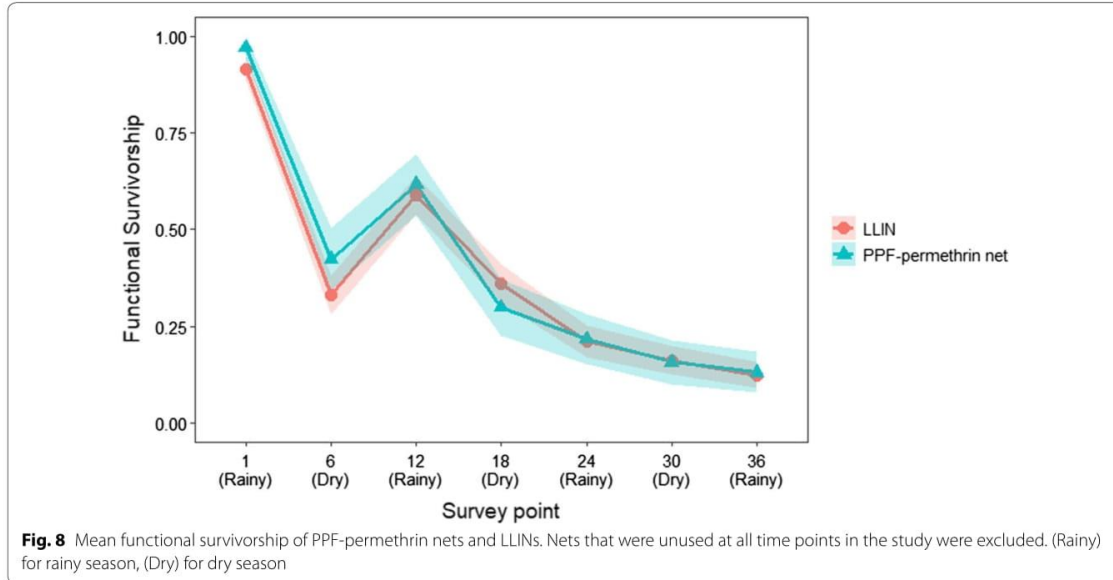 1.00
0.75
0.50
0.25
0.00
Functional Survivorship
1 6 12 18 24 30 36
(Rainy) (Dry) (Rainy) (Dry) (Rainy) (Dry) (Rainy)
Survey point
LLIN
PPF-permethrin net
Fig. 8 Mean functional survivorship of PPF-permethrin nets and LLINs. Nets that were unused at all time points in the study were excluded. (Rainy)
for rainy season, (Dry) for dry season